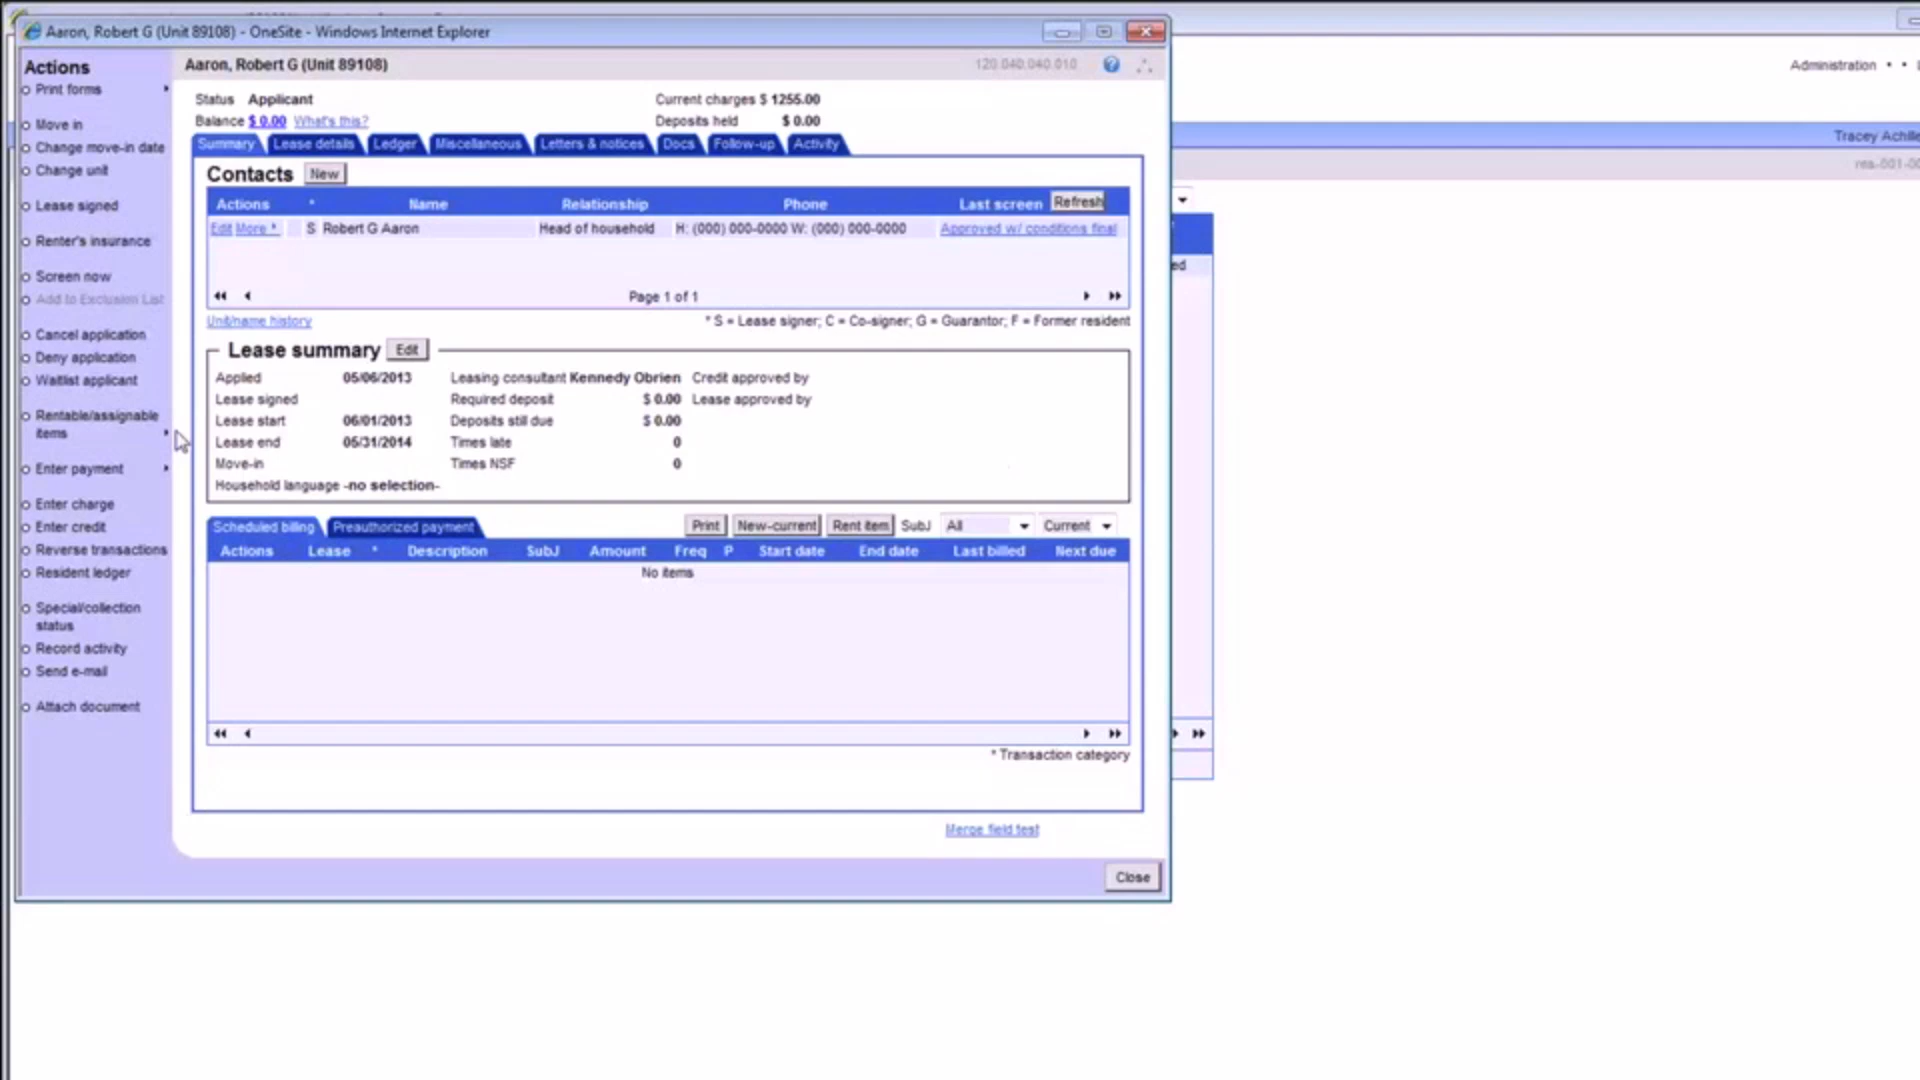 Aaron, Robert G (Unit 89108) - OneSite - Windows Internet Explorer
Administration
Tracey Achille
rea-001-00
Actions
Print forms
Move in
Change move-in date
Change unit
Lease signed
Renter's insurance
Screen now
Add to Exclusion List
Cancel application
Deny application
Waitlist applicant
Rentable/assignable
items
Enter payment
Enter charge
Enter credit
Reverse transactions
Resident ledger
Special/collection
status
Record activity
Send e-mail
Attach document
Aaron, Robert G (Unit 89108) 120.040.040.010
Status Applicant Current charges $ 1255.00
Balance $ 0.00 What's this? Deposits held $ 0.00
Summary Lease details Ledger Miscellaneous Letters & notices Docs Follow-up Activity
Contacts New
Actions * Name Relationship Phone Last screen Refresh
Edit More S Robert G Aaron Head of household H: (000) 000-0000 W: (000) 000-0000 Approved w/ conditions final
ed
Page 1 of 1
Unit/name history * S = Lease signer; C = Co-signer; G = Guarantor; F = Former resident
Lease summary Edit
Applied 05/06/2013 Leasing consultant Kennedy Obrien Credit approved by
Lease signed Required deposit $ 0.00 Lease approved by
Lease start 06/01/2013 Deposits still due $ 0.00
Lease end 05/31/2014 Times late 0
Move-in Times NSF 0
Household language -no selection-
Scheduled billing Preauthorized payment Print New-current Rent item SubJ All Current
Actions Lease * Description SubJ Amount Freq P Start date End date Last billed Next due
No items
* Transaction category
Merge field test
Close